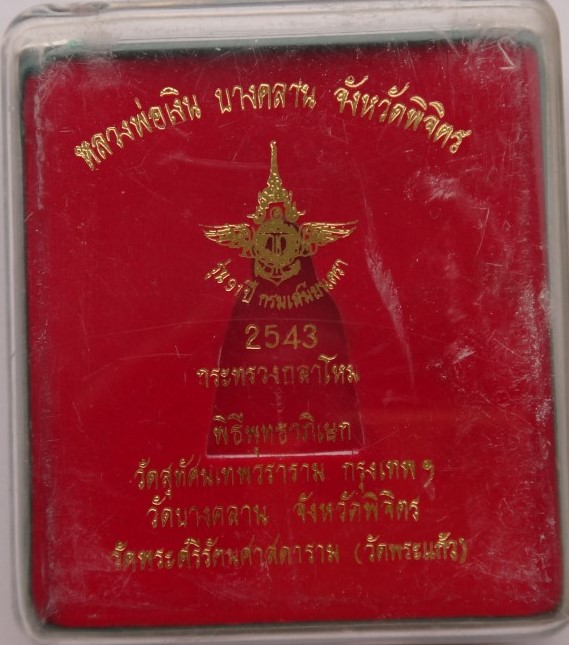 หลวงพ่อเงิน บางคลาน จังหวัดพิจิตร
รุ่น ๙๑ ปี กรมเสมียนตรา
2543
กระทรวงกลาโหม
พิธีพุทธาภิเษก
วัดสุทัศนเทพวราราม กรุงเทพฯ
วัดบางคลาน จังหวัดพิจิตร
วัดพระศรีรัตนศาสดาราม (วัดพระแก้ว)